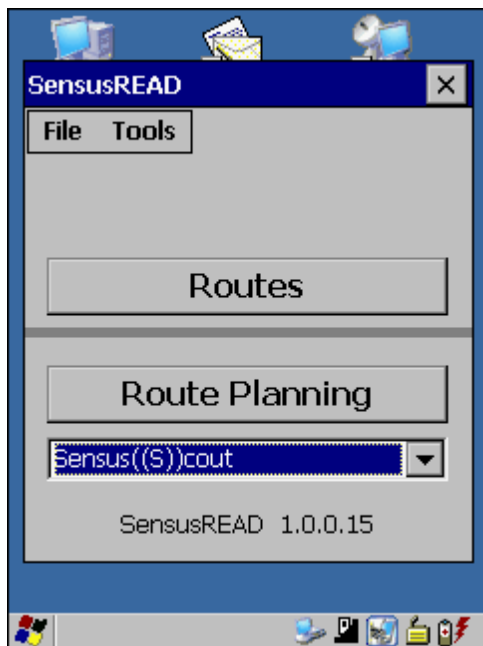 SensusREAD
File Tools
Routes
Route Planning
Sensus((S))cout
SensusREAD 1.0.0.15